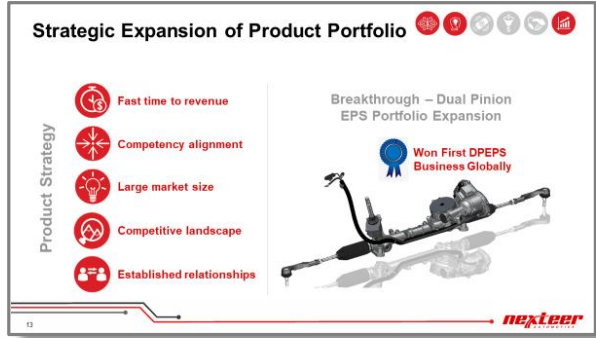 Strategic Expansion of Product Portfolio
Product Strategy
Fast time to revenue
Competency alignment
Large market size
Competitive landscape
Established relationships
Breakthrough – Dual Pinion
EPS Portfolio Expansion
Won First DPEPS
Business Globally
13
nexteer
AUTOMOTIVE